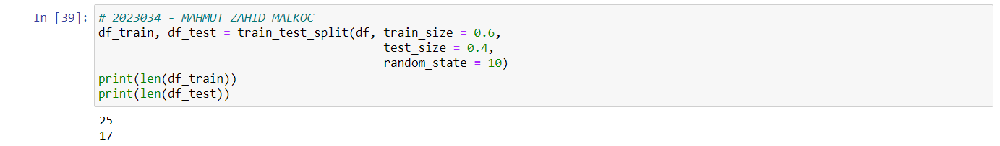 In [39]: # 2023034 - MAHMUT ZAHID MALKOC
df_train, df_test = train_test_split(df, train_size = 0.6,
test_size = 0.4,
random_state = 10)
print(len(df_train))
print(len(df_test))
25
17